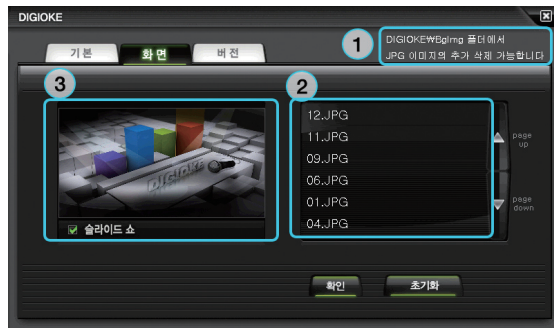 DIGIOKE
기본
화면
버전
1
DIGIOKE₩BgImg 폴더에서
JPG 이미지의 추가 삭제 가능합니다
3
2
DIGIOKE
슬라이드 쇼
12.JPG
11.JPG
09.JPG
06.JPG
01.JPG
04.JPG
page
up
page
down
확인
초기화